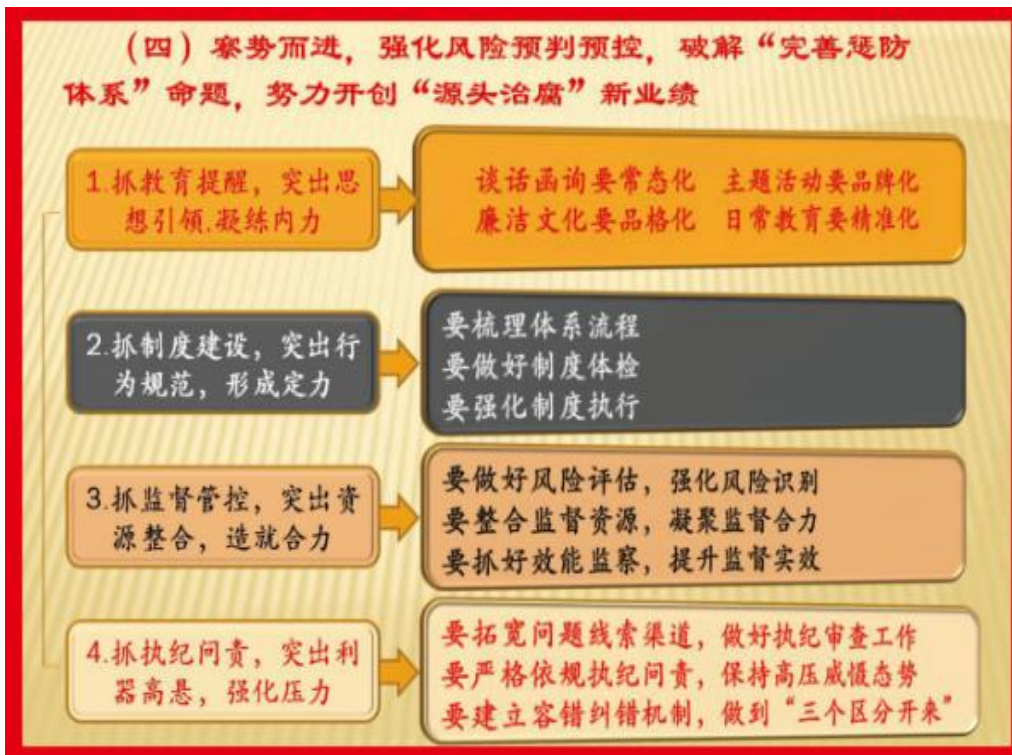 （四）察势而进，强化风险预判预控，破解“完善惩防
体系”命题，努力开创“源头治腐”新业绩
1.抓教育提醒，突出思
想引领.凝练内力
谈话函询要常态化 主题活动要品牌化
廉洁文化要品格化 日常教育要精准化
2.抓制度建设，突出行
为规范，形成定力
要梳理体系流程
要做好制度体检
要强化制度执行
3.抓监督管控，突出资
源整合，造就合力
要做好风险评估，强化风险识别
要整合监督资源，凝聚监督合力
要抓好效能监察，提升监督实效
4.抓执纪问责，突出利
器高悬，强化压力
要拓宽问题线索渠道，做好执纪审查工作
要严格依规执纪问责，保持高压威慑态势
要建立容错纠错机制，做到“三个区分开来”